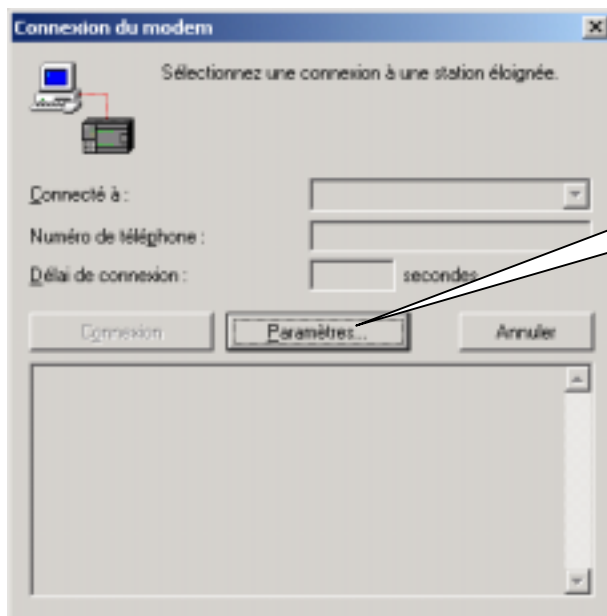 Connexion du modem
Sélectionnez une connexion à une station éloignée.
Connecté à :
Numéro de téléphone :
Délai de connexion :
secondes
Connexion
Paramètres...
Annuler